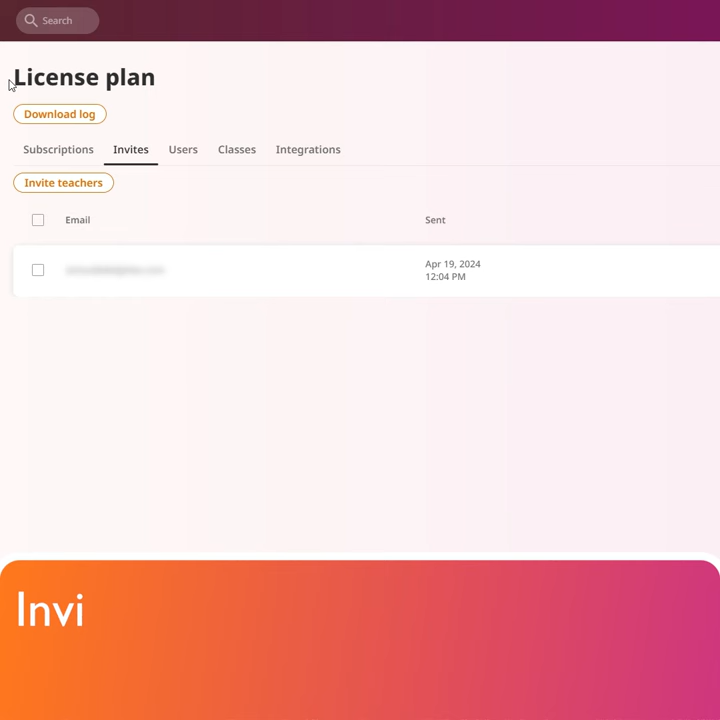 Search
License plan
Download log
Subscriptions Invites Users Classes Integrations
Invite teachers
Email Sent
Apr 19, 2024
12:04 PM
Invi